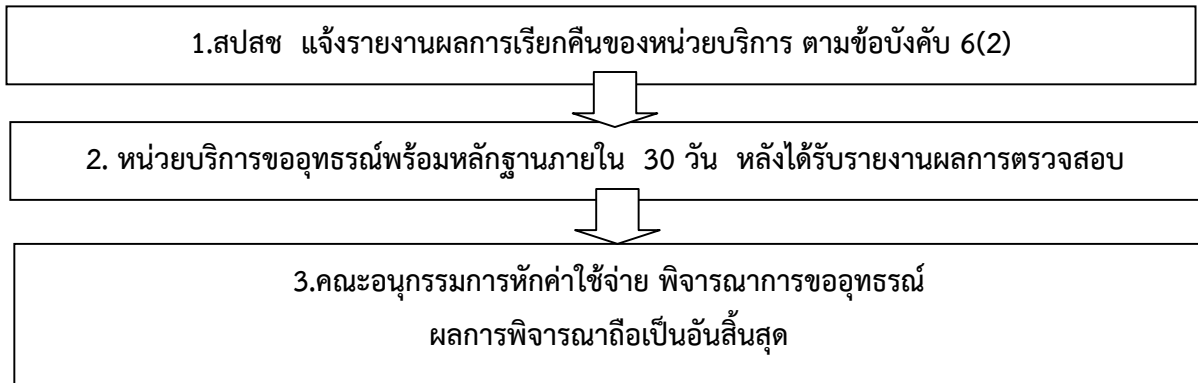 1.สปสช แจ้งรายงานผลการเรียกคืนของหน่วยบริการ ตามข้อบังคับ 6(2)
2. หน่วยบริการขออุทธรณ์พร้อมหลักฐานภายใน 30 วัน หลังได้รับรายงานผลการตรวจสอบ
3.คณะอนุกรรมการหักค่าใช้จ่าย พิจารณาการขออุทธรณ์
ผลการพิจารณาถือเป็นอันสิ้นสุด